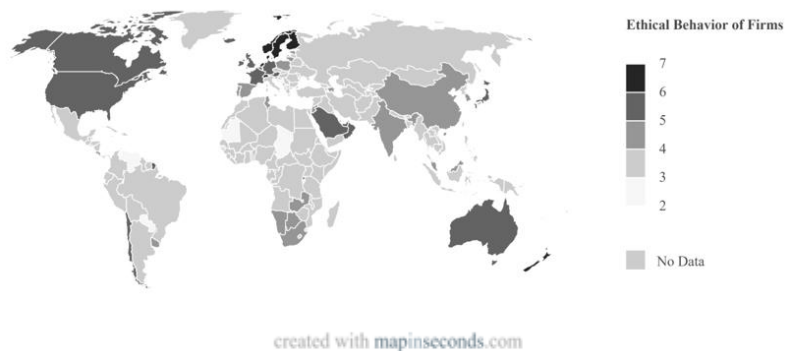 Ethical Behavior of Firms
7
6
5
4
3
2
No Data
created with mapinseconds.com